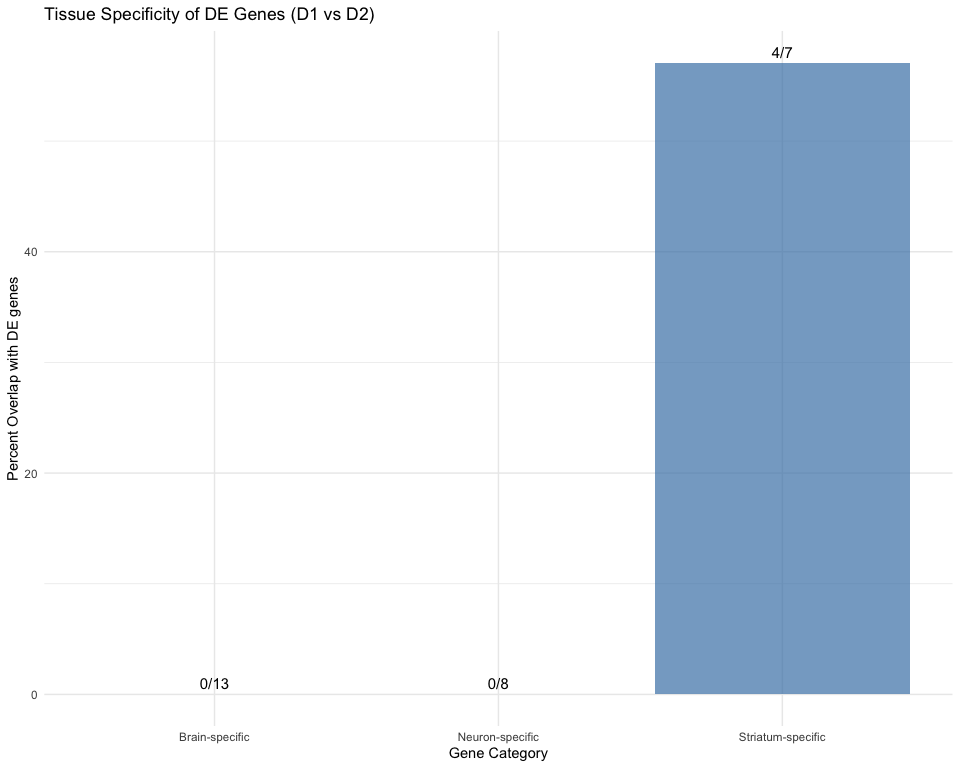 Tissue Specificity of DE Genes (D1 vs D2)
4/7
40
Percent Overlap with DE genes
20
0/13
0/8
0
Brain-specific
Neuron-specific
Striatum-specific
Gene Category